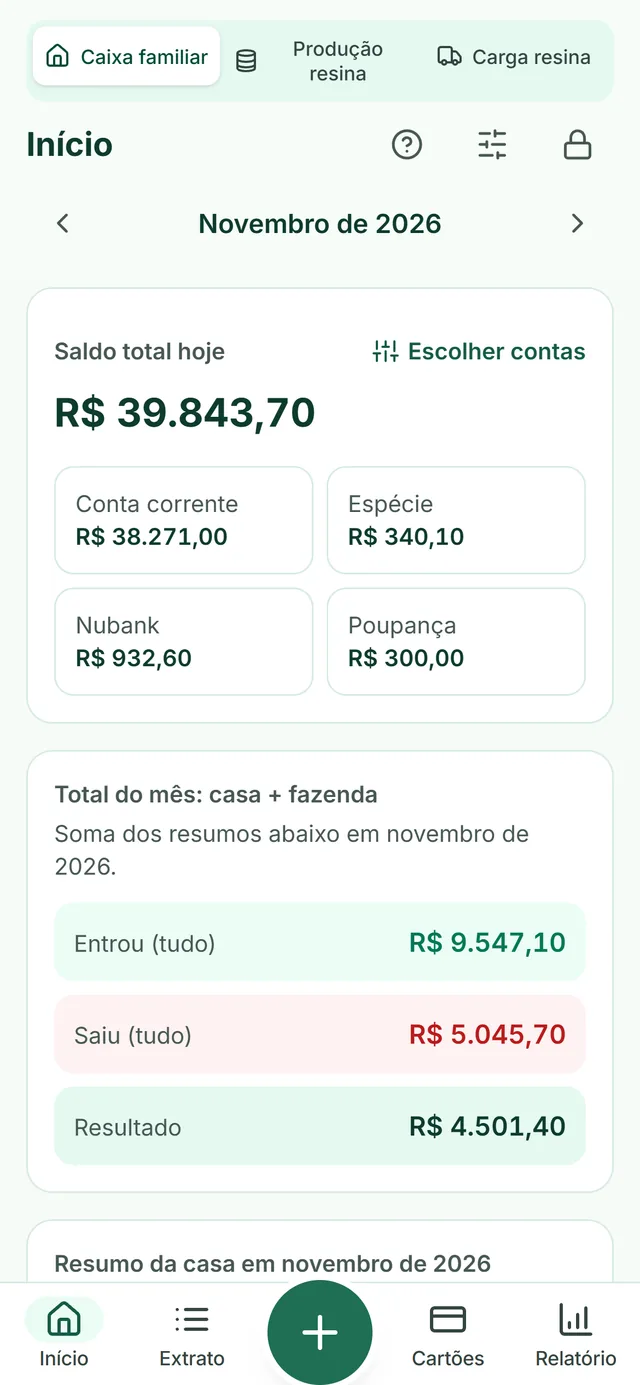 Caixa familiar
Produção
resina
Carga resina
Início
Novembro de 2026
Saldo total hoje
Escolher contas
R$ 39.843,70
Conta corrente
R$ 38.271,00
Espécie
R$ 340,10
Nubank
R$ 932,60
Poupança
R$ 300,00
Total do mês: casa + fazenda
Soma dos resumos abaixo em novembro de
2026.
Entrou (tudo)
R$ 9.547,10
Saiu (tudo)
R$ 5.045,70
Resultado
R$ 4.501,40
Resumo da casa em novembro de 2026
Início
Extrato
Cartões
Relatório